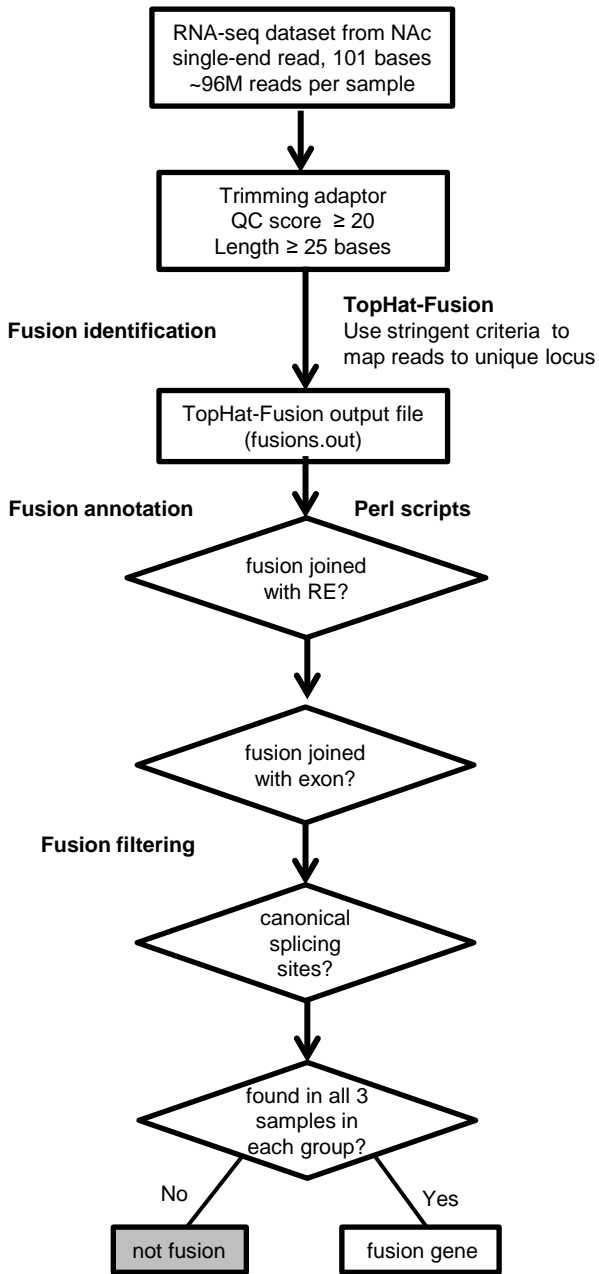 RNA-seq dataset from NAc
single-end read, 101 bases
~96M reads per sample
Trimming adaptor
QC score ≥ 20
Length ≥ 25 bases
Fusion identification
TopHat-Fusion
Use stringent criteria to
map reads to unique locus
TopHat-Fusion output file
(fusions.out)
Fusion annotation
Perl scripts
fusion joined
with RE?
fusion joined
with exon?
Fusion filtering
canonical
splicing
sites?
found in all 3
samples in
each group?
No
Yes
not fusion
fusion gene